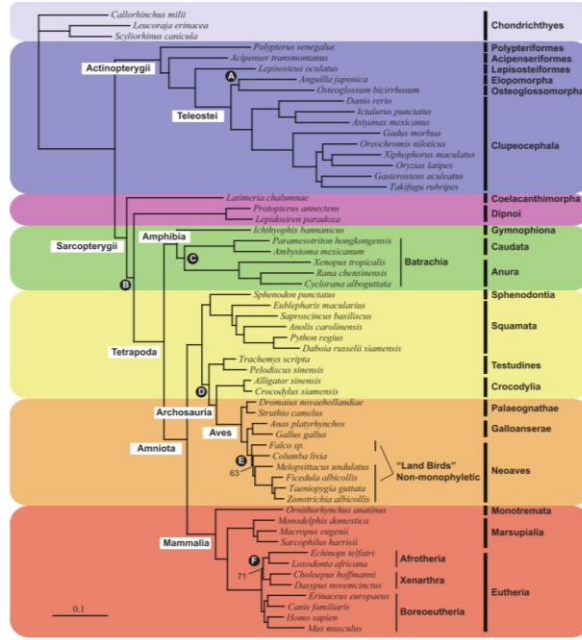 Callorhinchus milii
Leucoraja erinacea
Scyliorhinus canicula
Chondrichthyes
Polypterus senegalus
Polypteriformes
Actinopterygii
Acipenser transmontanus
Acipenseriformes
Lepisosteus oculatus
Lepisosteiformes
A
Anguilla japonica
Elopomorpha
Osteoglossum bicirrhosum
Osteoglossomorpha
Teleostei
Danio rerio
Ictalurus punctatus
Astyanax mexicanus
Gadus morhua
Oreochromis niloticus
Clupeocephala
Xiphophorus maculatus
Oryzias latipes
Gasterosteus aculeatus
Takifugu rubripes
Latimeria chalumnae
Coelacanthimorpha
Protopterus annectens
Dipnoi
Lepidosiren paradoxa
Sarcopterygii
Amphibia
Ichthyophis bannanicus
Gymnophiona
Paramesotriton hongkongensis
Caudata
C
Ambystoma mexicanum
Batrachia
Xenopus tropicalis
B
Rana chensinensis
Anura
Cyclorana alboguttata
Sphenodon punctatus
Sphenodontia
Eublepharis macularius
Saproscincus basiliscus
Anolis carolinensis
Squamata
Python regius
Tetrapoda
Daboia russelii siamensis
Trachemys scripta
Testudines
Pelodiscus sinensis
D
Alligator sinensis
Crocodylia
Crocodylus siamensis
Archosauria
Dromaius novaehollandiae
Palaeognathae
Struthio camelus
Aves
Anas platyrhynchos
Galloanserae
Gallus gallus
Amniota
Falco sp.
E
Columba livia
"Land Birds"
63
Melopsittacus undulatus
Non-monophyletic
Neoaves
Ficedula albicollis
Taeniopygia guttata
Zonotrichia albicollis
Ornithorhynchus anatinus
Monotremata
Monodelphis domestica
Macropus eugenii
Marsupialia
Mammalia
Sarcophilus harrisii
Echinops telfairi
Afrotheria
F
Loxodonta africana
71
Choloepus hoffmanni
Xenarthra
Dasypus novemcinctus
Eutheria
Erinaceus europaeus
Canis familiaris
Boreoeutheria
0.1
Homo sapien
Mus musculus